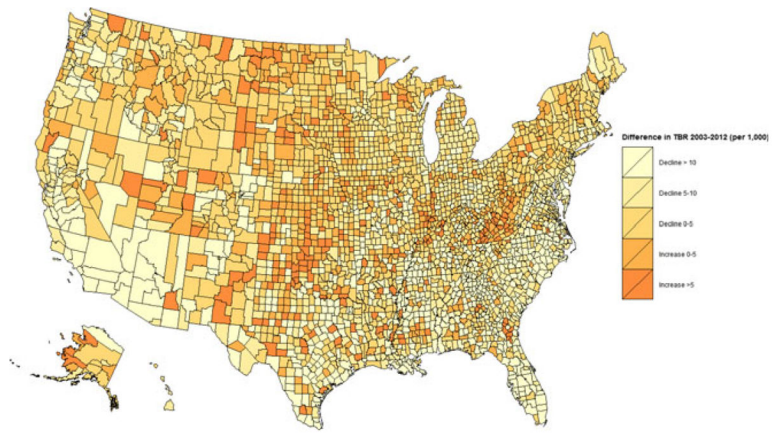 Difference in TBR 2003-2012 (per 1,000)
Decline > 10
Decline 5-10
Decline 0-5
Increase 0-5
Increase >5